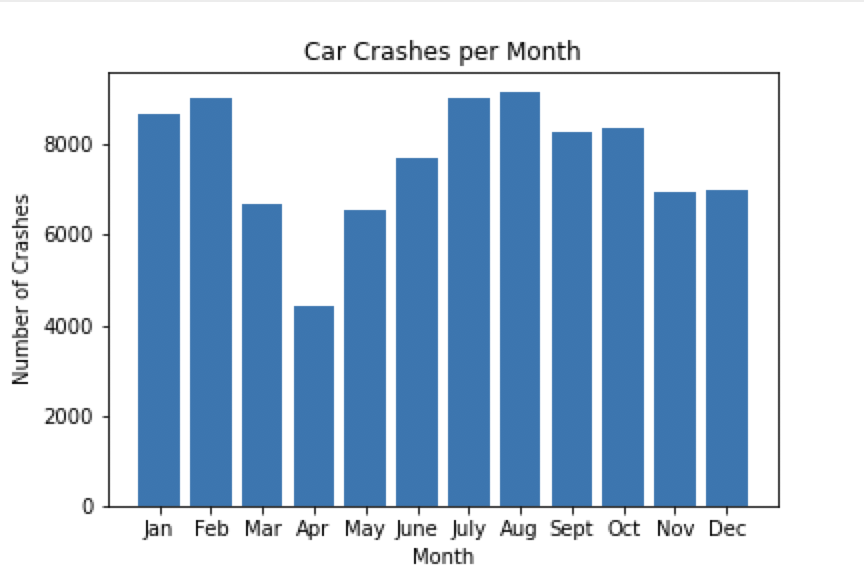 Car Crashes per Month
Number of Crashes
8000
6000
4000
2000
0
Jan Feb Mar Apr May June July Aug Sept Oct Nov Dec
Month